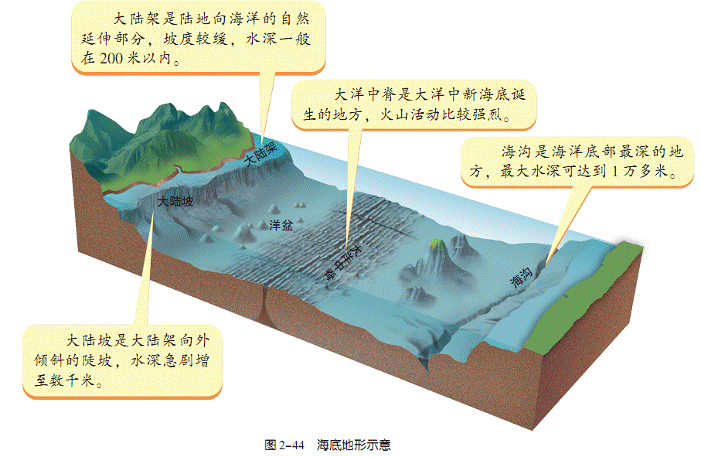 大陆架是陆地向海洋的自然
延伸部分，坡度较缓，水深一般
在 200 米以内。
大洋中脊是大洋中新海底诞
生的地方，火山活动比较强烈。
海沟是海洋底部最深的地
方，最大水深可达到 1 万多米。
大陆架
大陆坡
洋盆
大洋中脊
海沟
大陆坡是大陆架向外
倾斜的陡坡，水深急剧增
至数千米。
图 2-44 海底地形示意